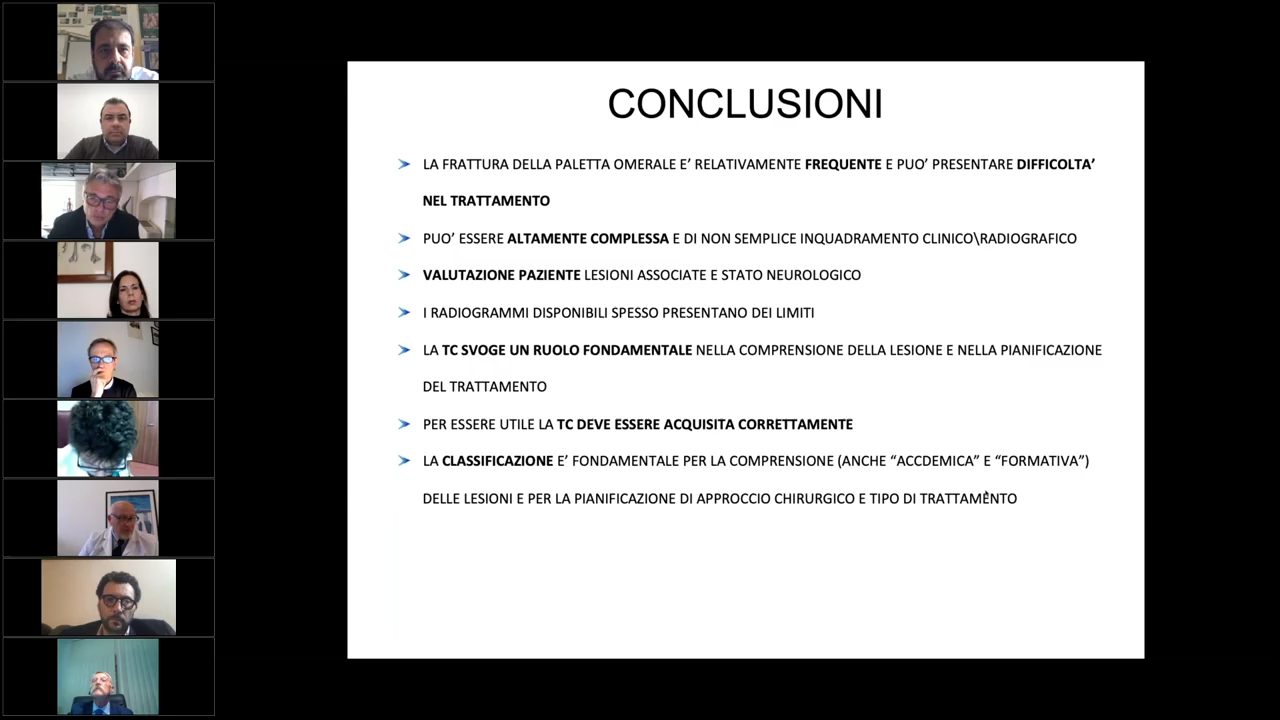 CONCLUSIONI
LA FRATTURA DELLA PALETTA OMERALE E’ RELATIVAMENTE FREQUENTE E PUO’ PRESENTARE DIFFICOLTA’
NEL TRATTAMENTO
PUO’ ESSERE ALTAMENTE COMPLESSA E DI NON SEMPLICE INQUADRAMENTO CLINICO\RADIOGRAFICO
VALUTAZIONE PAZIENTE LESIONI ASSOCIATE E STATO NEUROLOGICO
I RADIOGRAMMI DISPONIBILI SPESSO PRESENTANO DEI LIMITI
LA TC SVOGE UN RUOLO FONDAMENTALE NELLA COMPRENSIONE DELLA LESIONE E NELLA PIANIFICAZIONE
DEL TRATTAMENTO
PER ESSERE UTILE LA TC DEVE ESSERE ACQUISITA CORRETTAMENTE
LA CLASSIFICAZIONE E’ FONDAMENTALE PER LA COMPRENSIONE (ANCHE “ACCDEMICA” E “FORMATIVA”)
DELLE LESIONI E PER LA PIANIFICAZIONE DI APPROCCIO CHIRURGICO E TIPO DI TRATTAMENTO